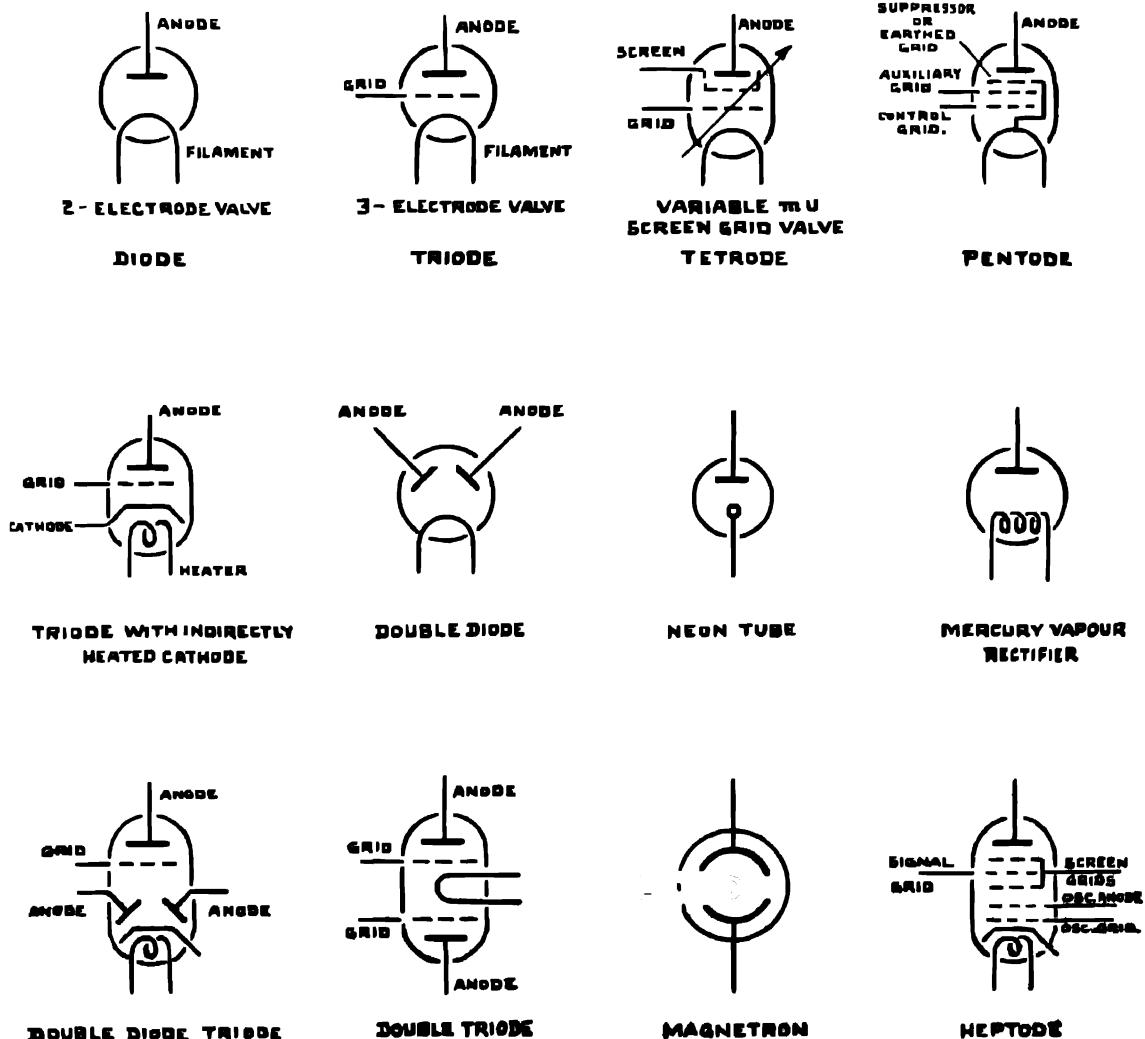 ANODE
FILAMENT
2-ELECTRODE VALVE
DIODE
ANODE
GRID
FILAMENT
3-ELECTRODE VALVE
TRIODE
ANODE
SCREEN
GRID
VARIABLE mU
SCREEN GRID VALVE
TETRODE
SUPPRESSOR
OR
EARTHED
GRID
ANODE
AUXILIARY
GRID
CONTROL
GRID.
PENTODE
ANODE
GRID
CATHODE
HEATER
TRIODE WITH INDIRECTLY
HEATED CATHODE
ANODE
ANODE
DOUBLE DIODE
NEON TUBE
MERCURY VAPOUR
RECTIFIER
ANODE
GRID
ANODE
ANODE
DOUBLE DIODE TRIODE
ANODE
GRID
GRID
ANODE
DOUBLE TRIODE
MAGNETRON
SIGNAL
GRID
SCREEN
GRIDS
OSC. ANODE
OSC. GRID.
HEPTODE